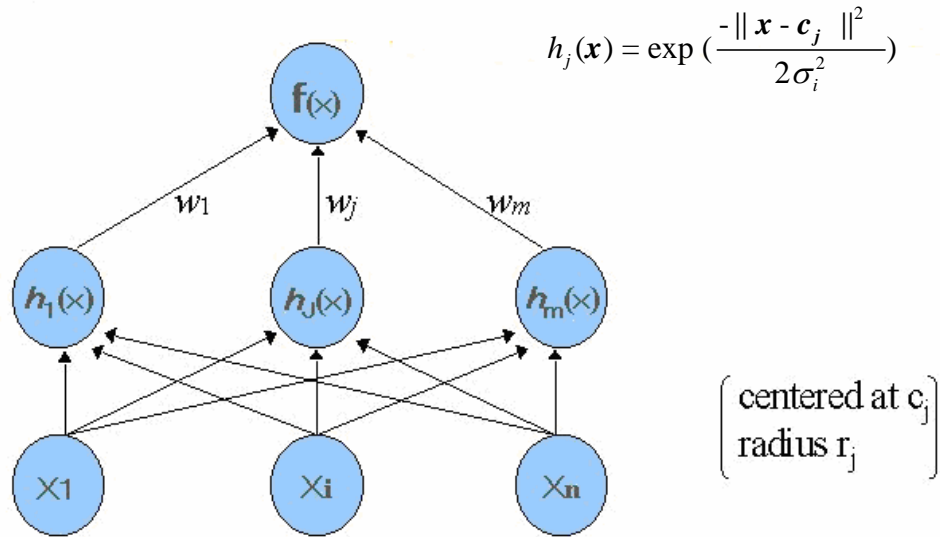 h_j(x) = exp ( -|| x - c_j ||^2 / 2σ_i^2 )
f(x)
w1 wj wm
h1(x) hJ(x) hm(x)
centered at cj
radius rj
X1 Xi Xn